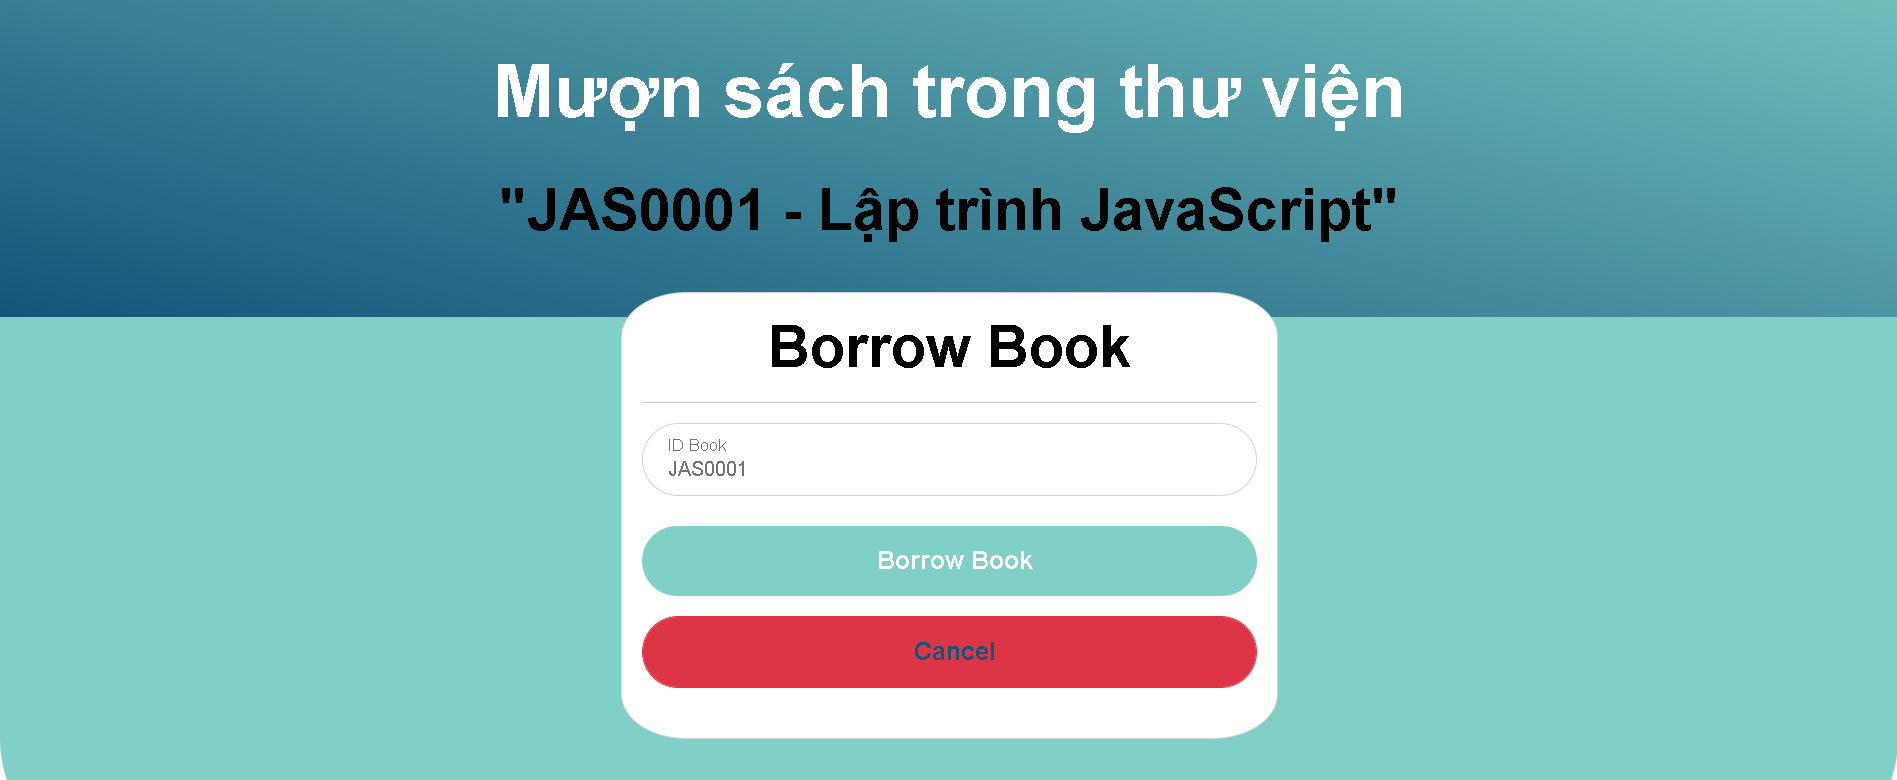 Mượn sách trong thư viện
"JAS0001 - Lập trình JavaScript"
Borrow Book
ID Book
JAS0001
Borrow Book
Cancel